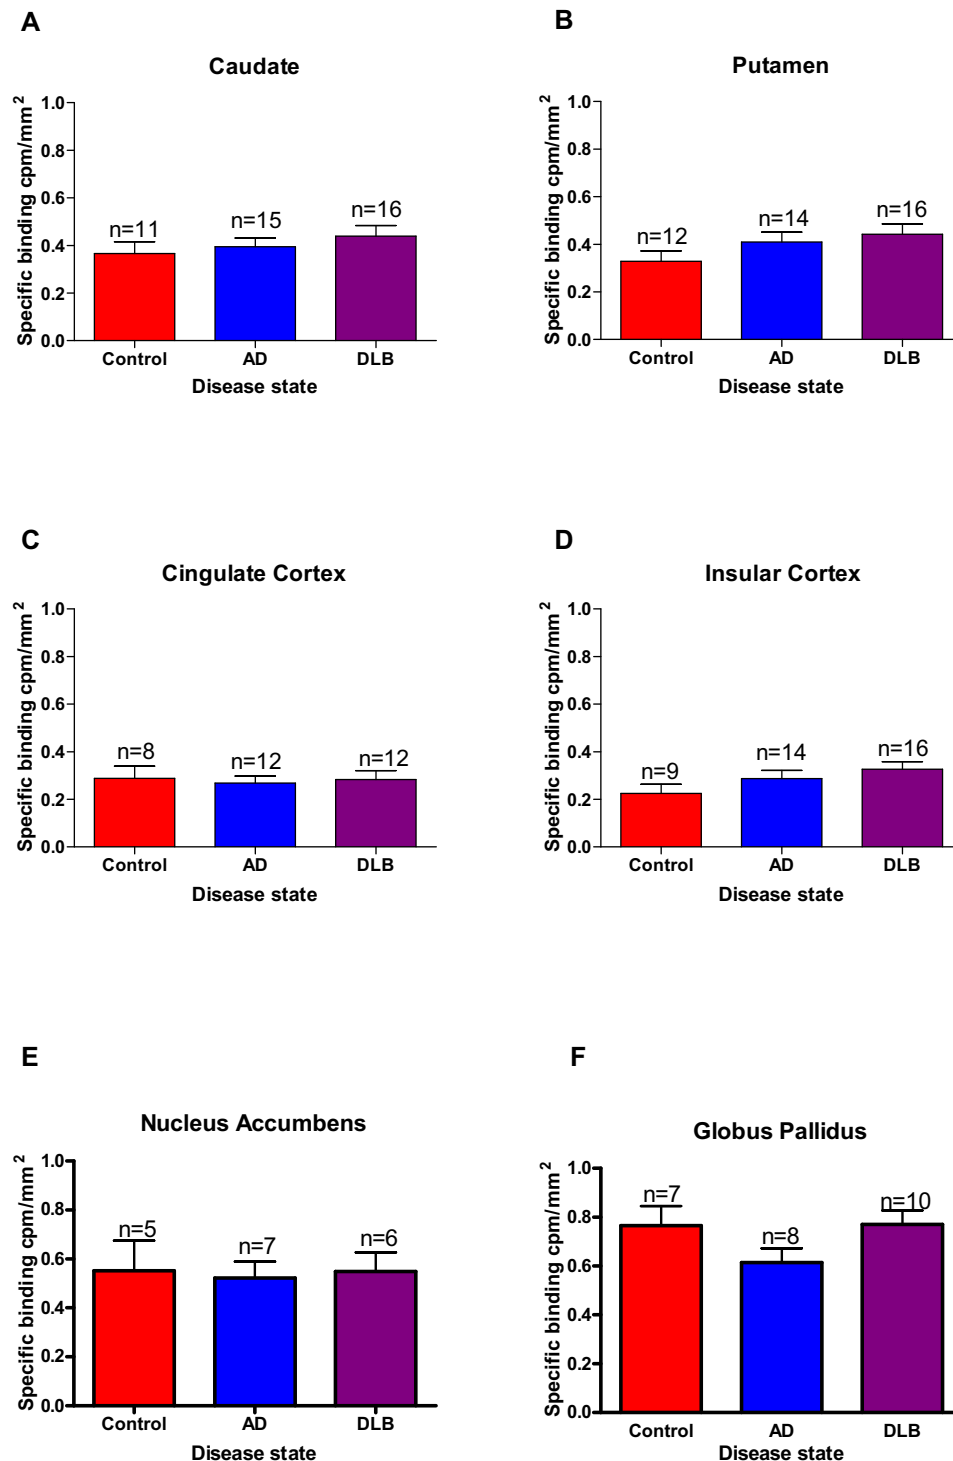 A
Caudate
Specific binding cpm/mm²
1.0
0.8
0.6
0.4
0.2
0.0
n=11
n=15
n=16
Control
AD
DLB
Disease state
B
Putamen
Specific binding cpm/mm²
1.0
0.8
0.6
0.4
0.2
0.0
n=12
n=14
n=16
Control
AD
DLB
Disease state
C
Cingulate Cortex
Specific binding cpm/mm²
1.0
0.8
0.6
0.4
0.2
0.0
n=8
n=12
n=12
Control
AD
DLB
Disease state
D
Insular Cortex
Specific binding cpm/mm²
1.0
0.8
0.6
0.4
0.2
0.0
n=9
n=14
n=16
Control
AD
DLB
Disease state
E
Nucleus Accumbens
Specific binding cpm/mm²
1.0
0.8
0.6
0.4
0.2
0.0
n=5
n=7
n=6
Control
AD
DLB
Disease state
F
Globus Pallidus
Specific binding cpm/mm²
1.0
0.8
0.6
0.4
0.2
0.0
n=7
n=8
n=10
Control
AD
DLB
Disease state